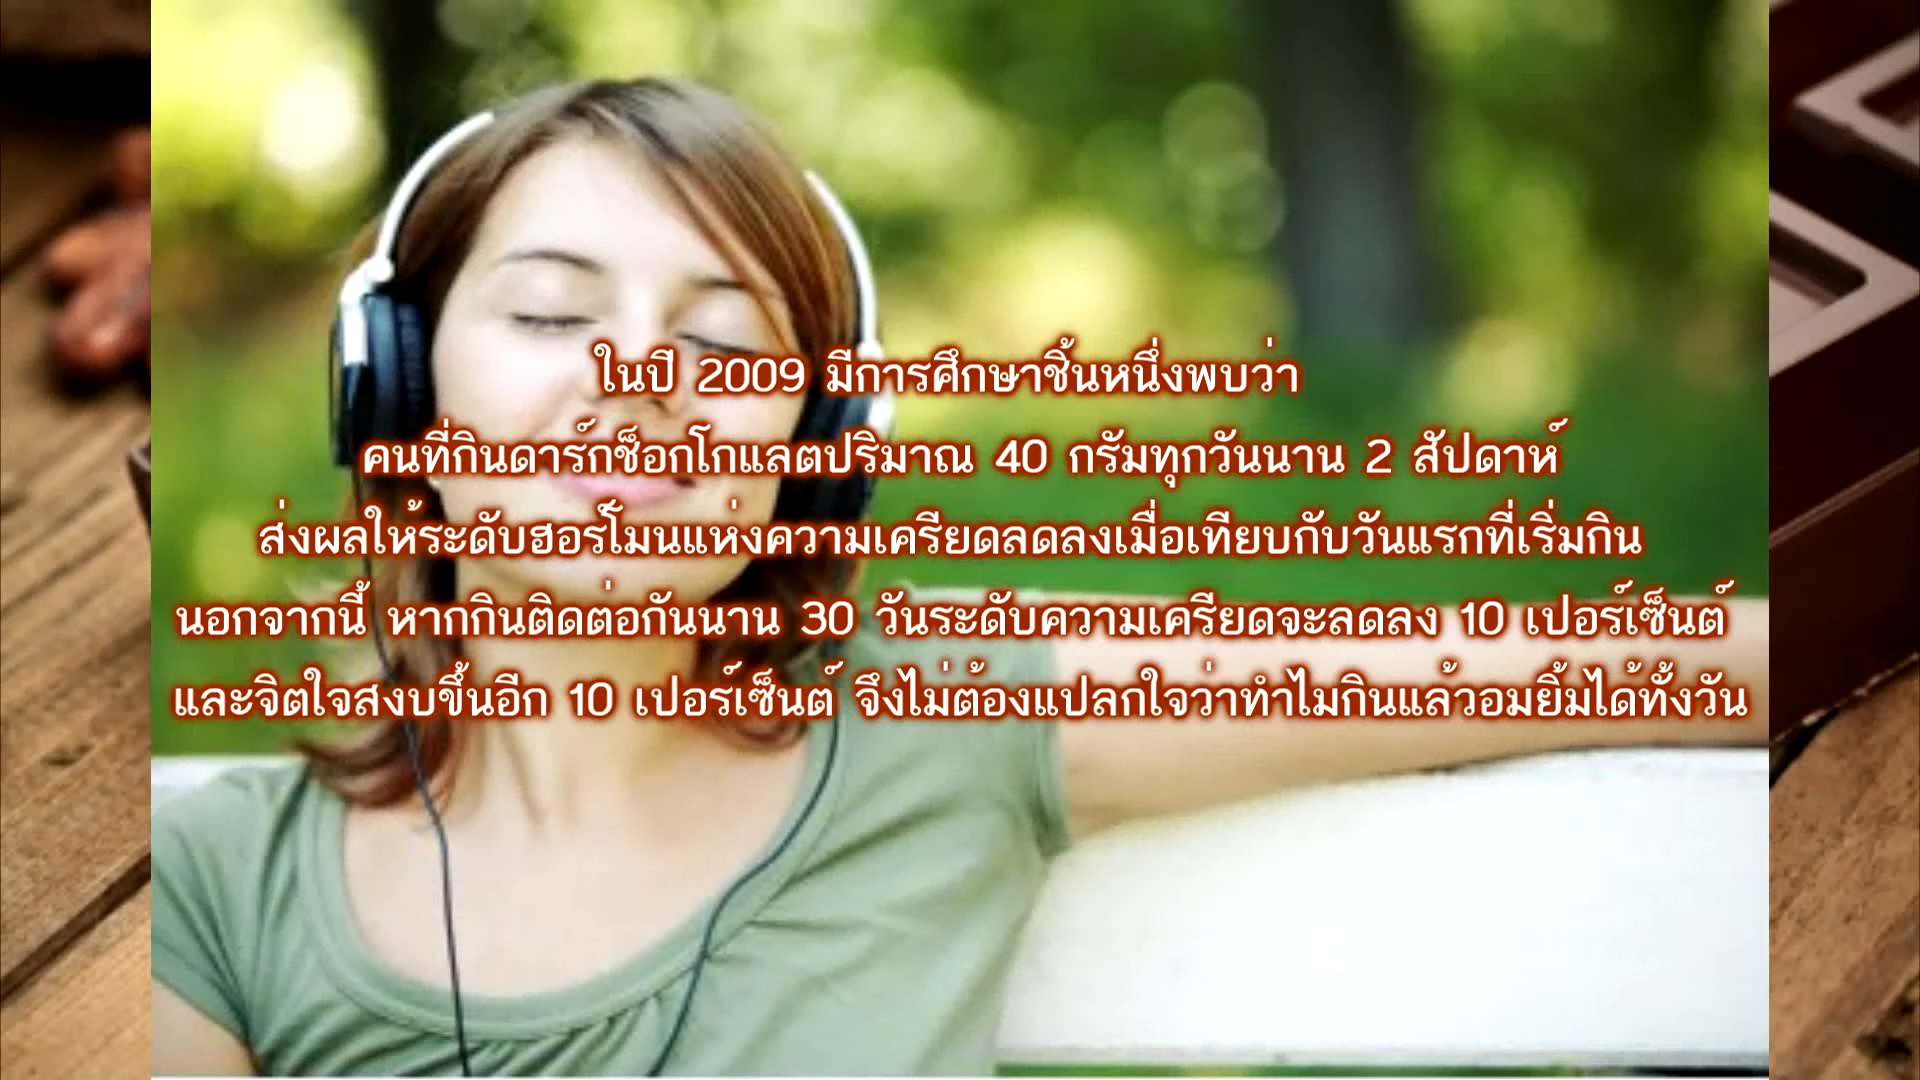 ในปี 2009 มีการศึกษาชิ้นหนึ่งพบว่า
คนที่กินดาร์กช็อกโกแลตปริมาณ 40 กรัมทุกวันนาน 2 สัปดาห์
ส่งผลให้ระดับฮอร์โมนแห่งความเครียดลดลงเมื่อเทียบกับวันแรกที่เริ่มกิน
นอกจากนี้ หากกินติดต่อกันนาน 30 วันระดับความเครียดจะลดลง 10 เปอร์เซ็นต์
และจิตใจสงบขึ้นอีก 10 เปอร์เซ็นต์ จึงไม่ต้องแปลกใจว่าทำไมกินแล้วอมยิ้มได้ทั้งวัน